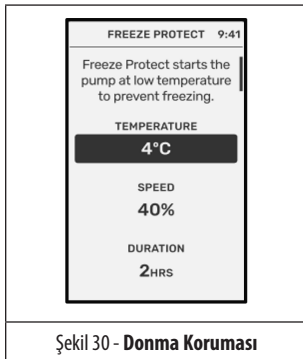 FREEZE PROTECT 9:41
Freeze Protect starts the
pump at low temperature
to prevent freezing.
TEMPERATURE
4°C
SPEED
40%
DURATION
2HRS
Şekil 30 - Donma Koruması